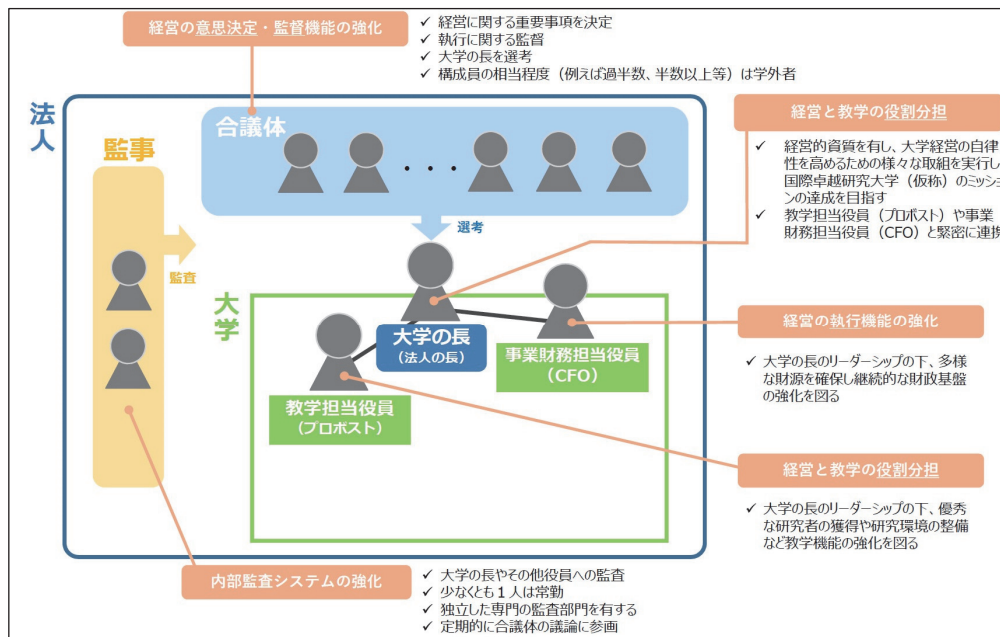 経営の意思決定・監督機能の強化
✓ 経営に関する重要事項を決定
✓ 執行に関する監督
✓ 大学の長を選考
✓ 構成員の相当程度（例えば過半数、半数以上等）は学外者
法人
監事
合議体
・・・
選考
監査
大学
大学の長
（法人の長）
事業財務担当役員
（CFO）
教学担当役員
（プロボスト）
経営と教学の役割分担
✓ 経営的資質を有し、大学経営の自律
性を高めるための様々な取組を実行し
国際卓越研究大学（仮称）のミッショ
ンの達成を目指す
✓ 教学担当役員（プロボスト）や事業
財務担当役員（CFO）と緊密に連携
経営の執行機能の強化
✓ 大学の長のリーダーシップの下、多様
な財源を確保し継続的な財政基盤
の強化を図る
経営と教学の役割分担
✓ 大学の長のリーダーシップの下、優秀
な研究者の獲得や研究環境の整備
など教学機能の強化を図る
内部監査システムの強化
✓ 大学の長やその他役員への監査
✓ 少なくとも１人は常勤
✓ 独立した専門の監査部門を有する
✓ 定期的に合議体の議論に参画